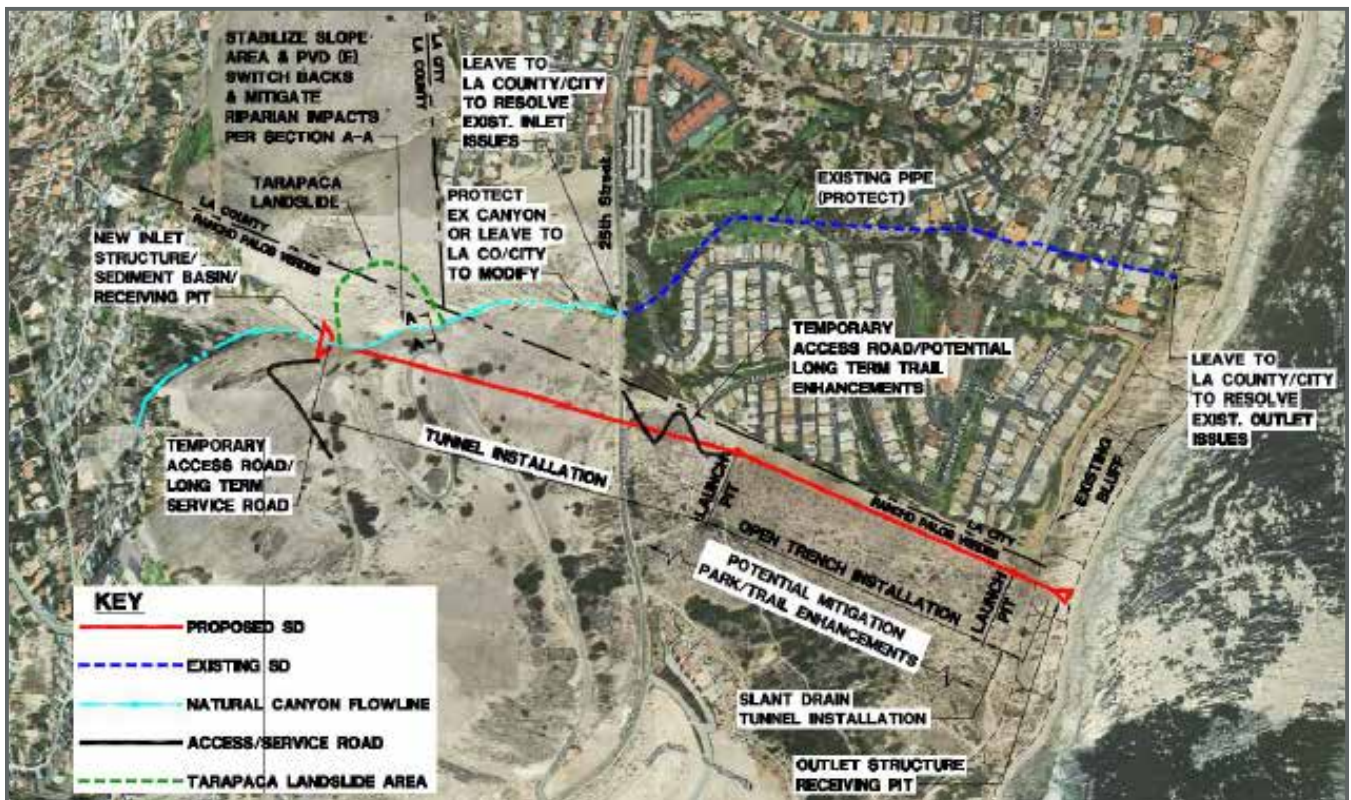 STABILIZE SLOPE
AREA & PVD (E)
SWITCH BACKS
& MITIGATE
RIPARIAN IMPACTS
PER SECTION A-A
LA CITY
LA COUNTY
LEAVE TO
LA COUNTY/CITY
TO RESOLVE
EXIST. INLET
ISSUES
TARAPACA
LANDSLIDE
LA COUNTY
RANCHO PALOS VERDES
NEW INLET
STRUCTURE/
SEDIMENT BASIN/
RECEIVING PIT
PROTECT
EX CANYON
OR LEAVE TO
LA CO/CITY
TO MODIFY
25th Street
EXISTING PIPE
(PROTECT)
A
A
TEMPORARY
ACCESS ROAD/POTENTIAL
LONG TERM TRAIL
ENHANCEMENTS
LEAVE TO
LA COUNTY/CITY
TO RESOLVE
EXIST. OUTLET
ISSUES
TEMPORARY
ACCESS ROAD/
LONG TERM
SERVICE ROAD
TUNNEL INSTALLATION
LAUNCH
PIT
EXISTING
BLUFF
LA CITY
RANCHO PALOS VERDES
OPEN TRENCH INSTALLATION
LAUNCH
PIT
POTENTIAL MITIGATION
PARK/TRAIL ENHANCEMENTS
SLANT DRAIN
TUNNEL INSTALLATION
OUTLET STRUCTURE
RECEIVING PIT
KEY
PROPOSED SD
EXISTING SD
NATURAL CANYON FLOWLINE
ACCESS/SERVICE ROAD
TARAPACA LANDSLIDE AREA